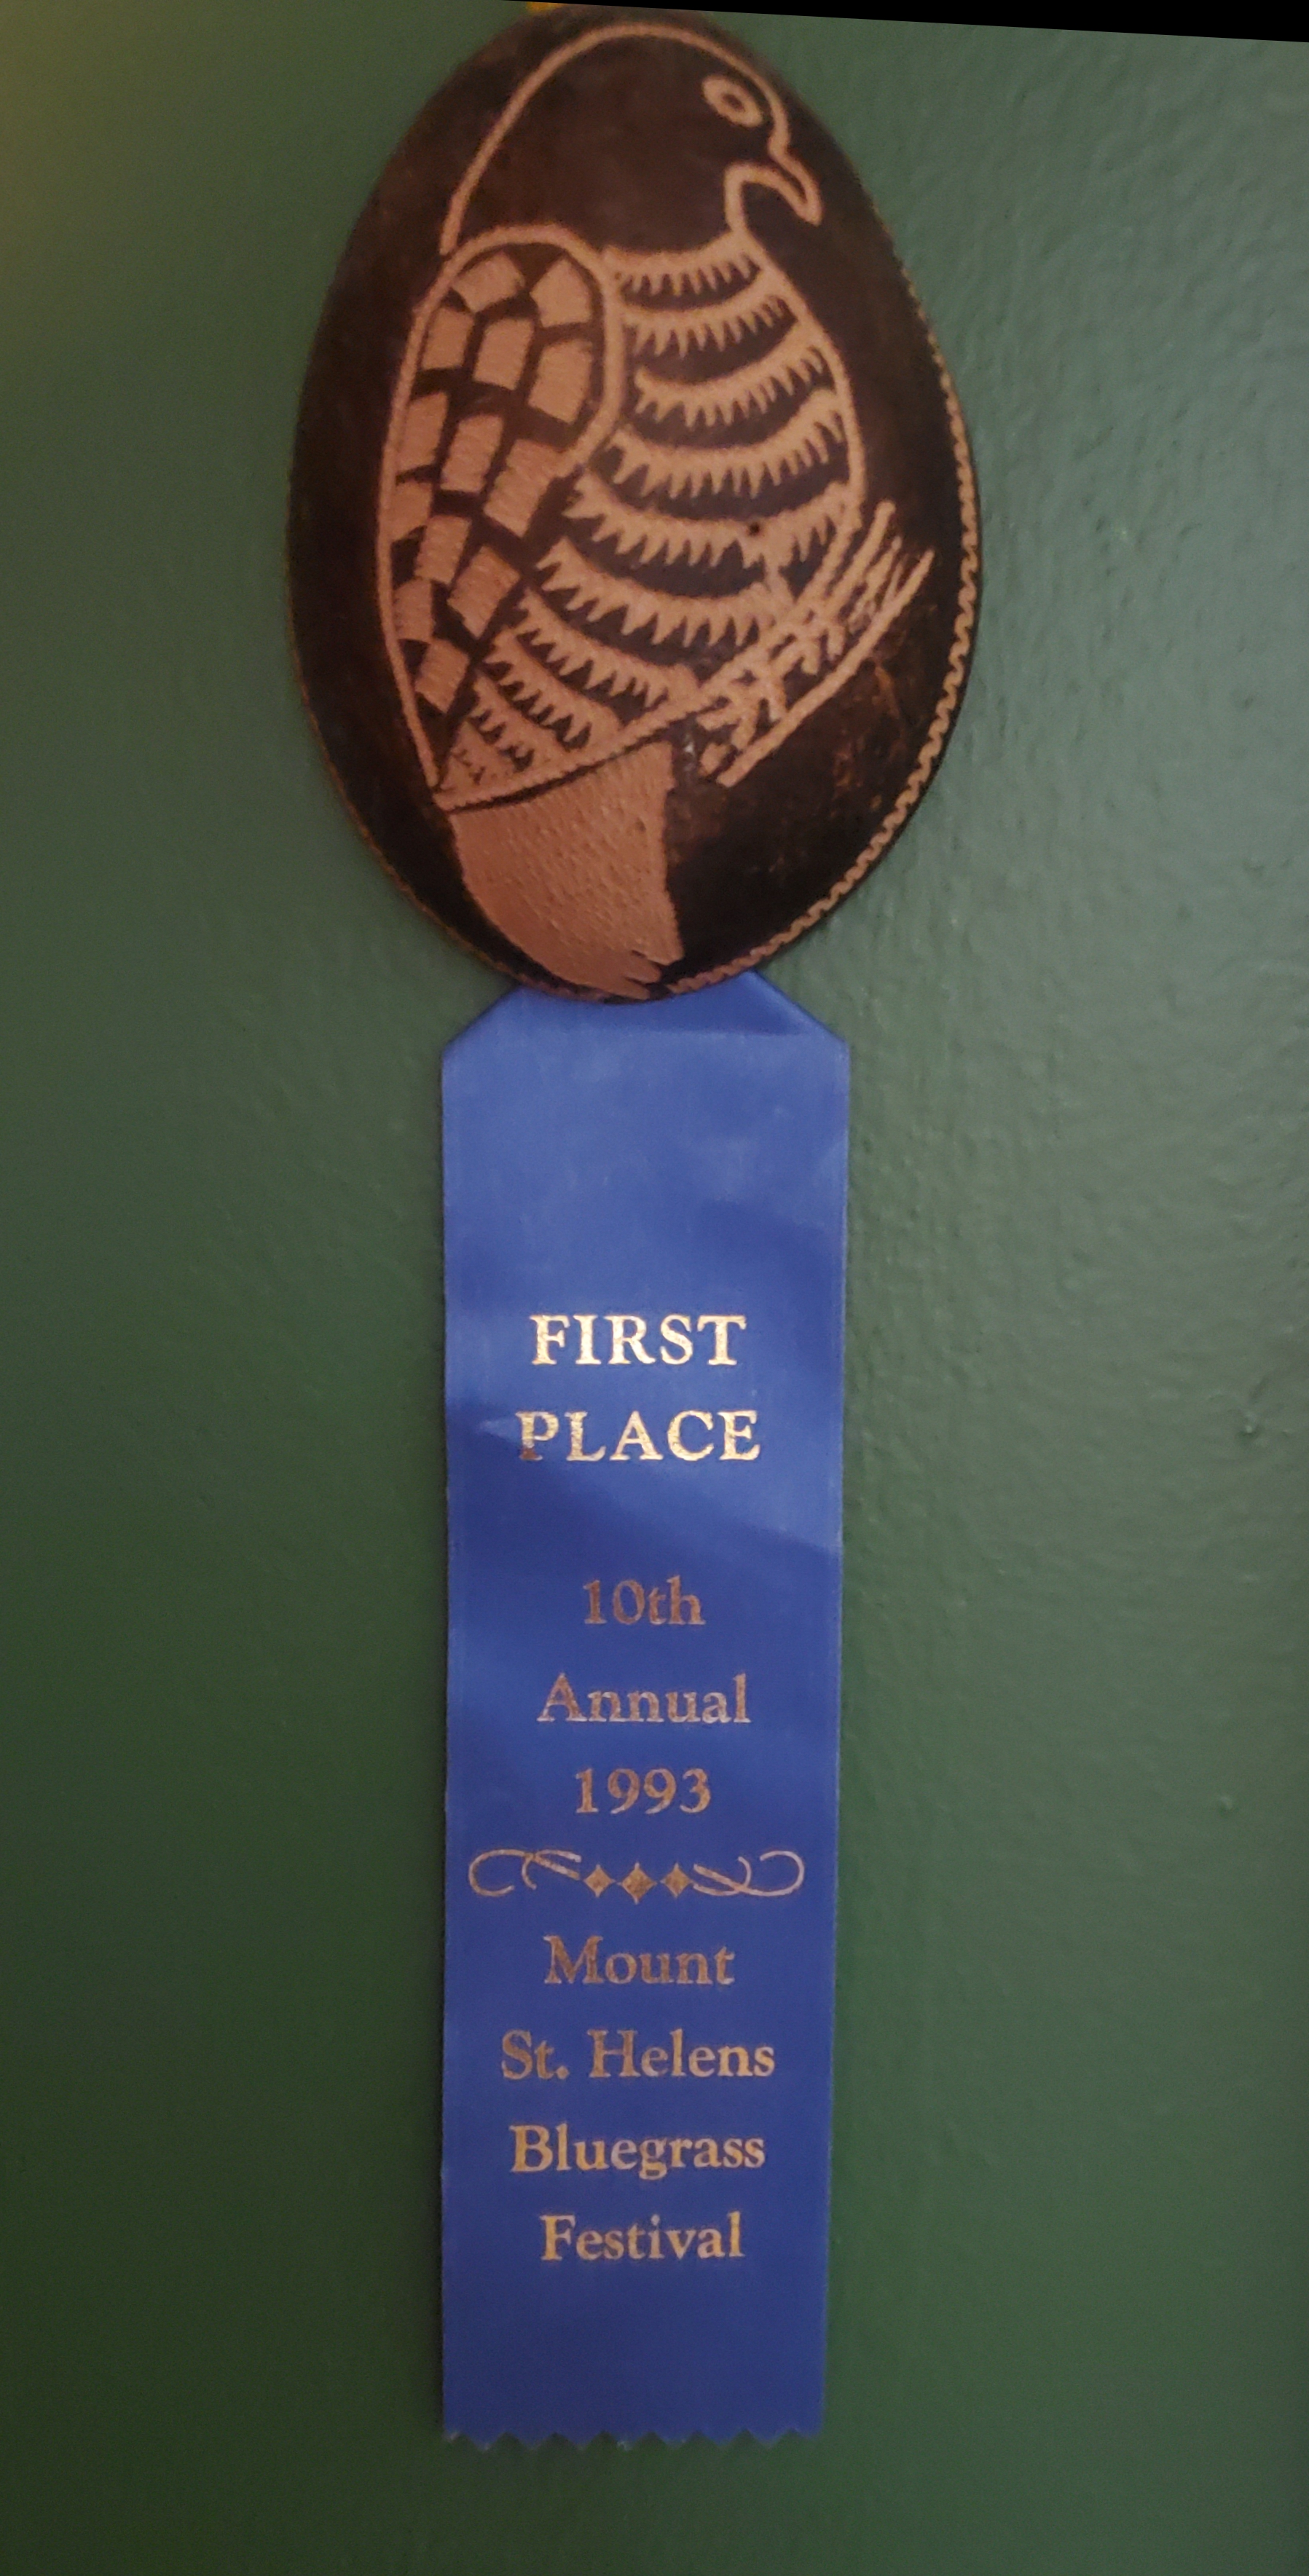 FIRST
PLACE
10th
Annual
1993
Mount
St. Helens
Bluegrass
Festival